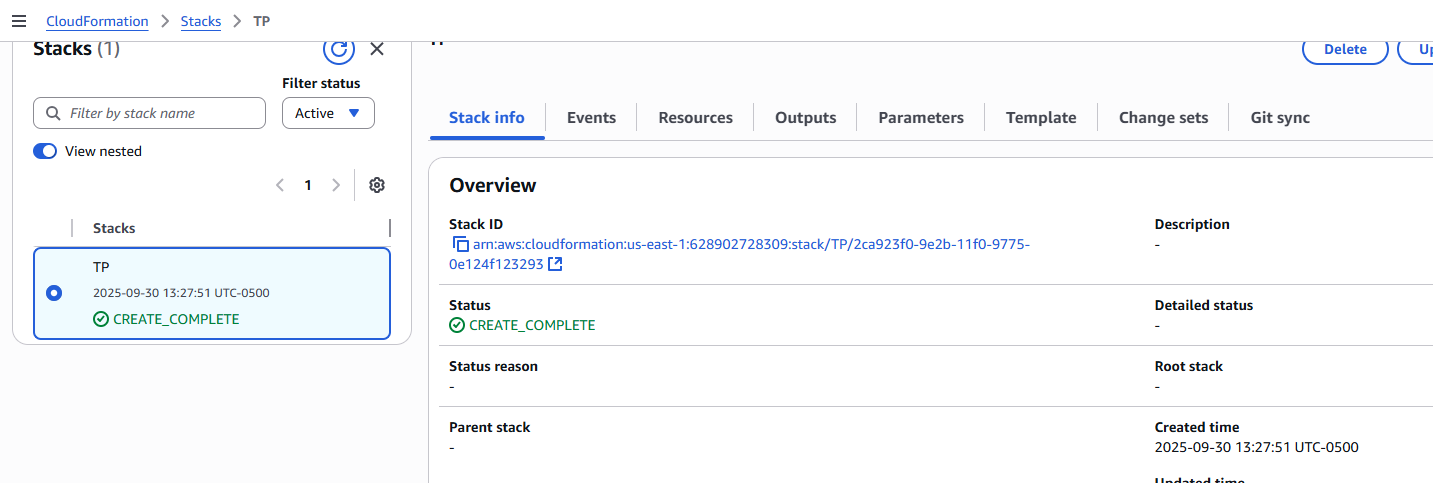 CloudFormation > Stacks > TP
Stacks (1)
Filter status
Filter by stack name
Active
View nested
1
Stacks
TP
2025-09-30 13:27:51 UTC-0500
CREATE_COMPLETE
Delete
Stack info
Events
Resources
Outputs
Parameters
Template
Change sets
Git sync
Overview
Stack ID
arn:aws:cloudformation:us-east-1:628902728309:stack/TP/2ca923f0-9e2b-11f0-9775-
0e124f123293
Description
-
Status
CREATE_COMPLETE
Detailed status
-
Status reason
-
Root stack
-
Parent stack
-
Created time
2025-09-30 13:27:51 UTC-0500
Updated time